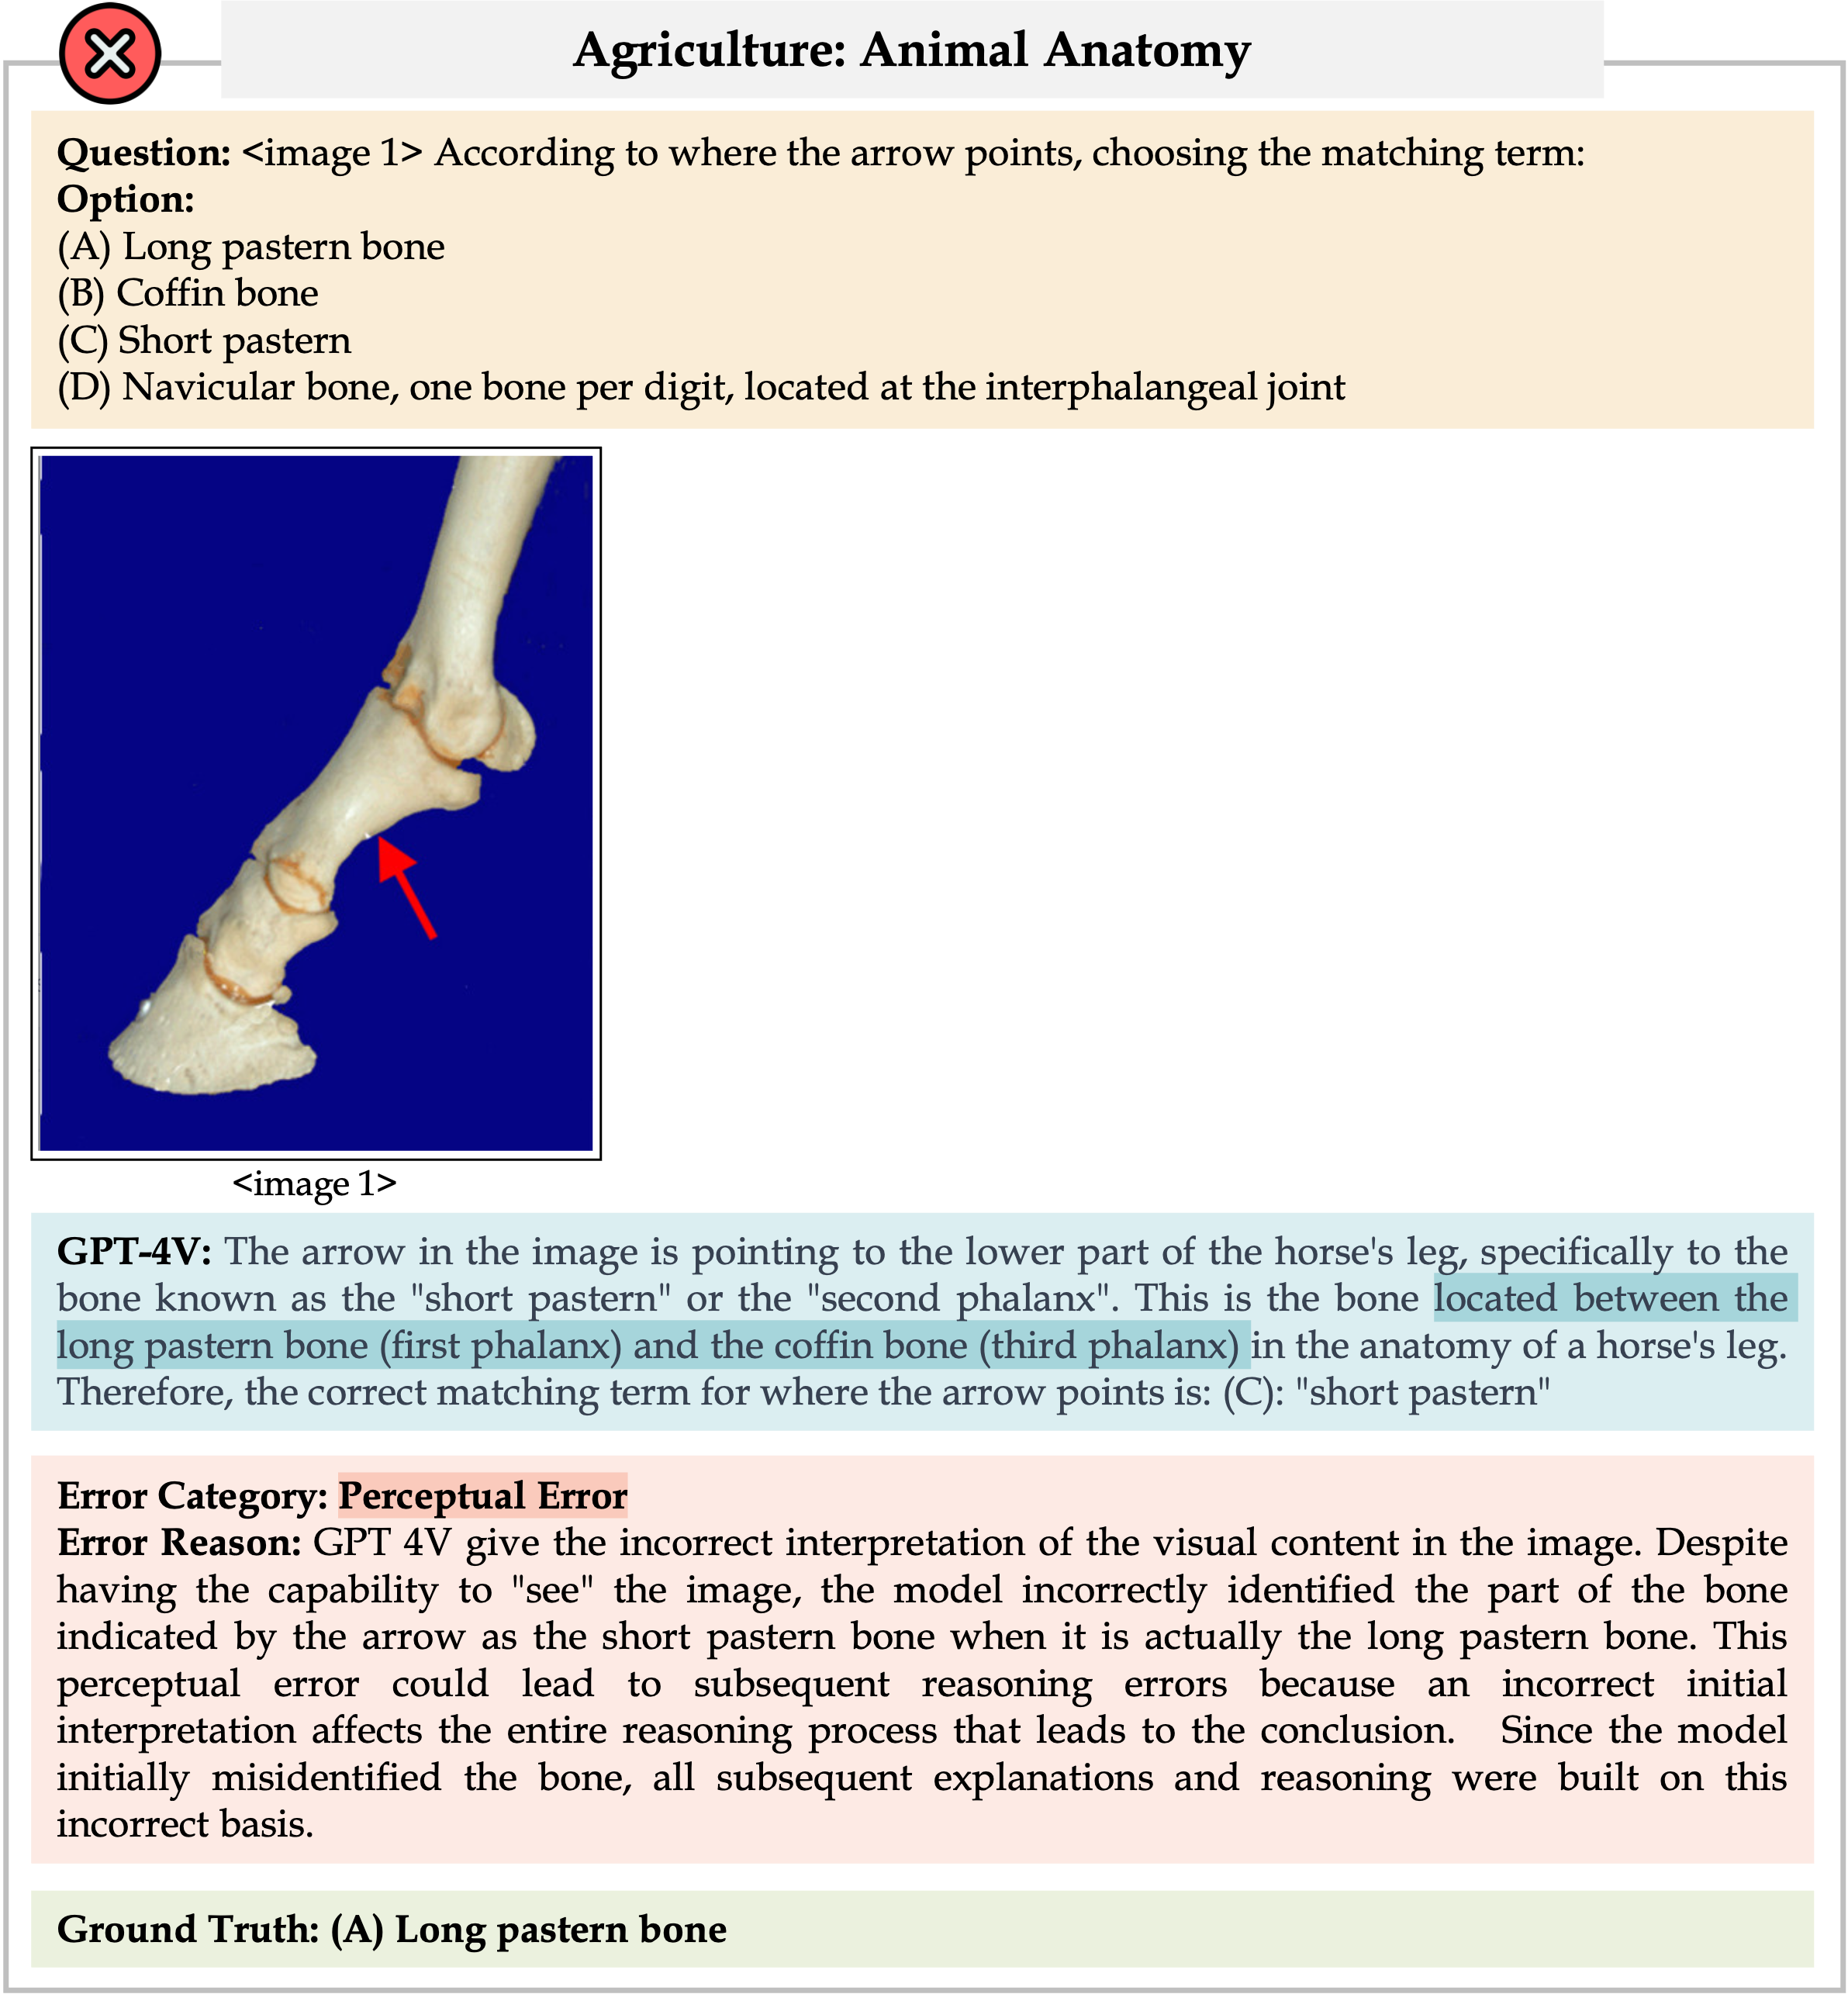 Agriculture: Animal Anatomy
Question: <image 1> According to where the arrow points, choosing the matching term:
Option:
(A) Long pastern bone
(B) Coffin bone
(C) Short pastern
(D) Navicular bone, one bone per digit, located at the interphalangeal joint
<image 1>
GPT-4V: The arrow in the image is pointing to the lower part of the horse's leg, specifically to the
bone known as the "short pastern" or the "second phalanx". This is the bone located between the
long pastern bone (first phalanx) and the coffin bone (third phalanx) in the anatomy of a horse's leg.
Therefore, the correct matching term for where the arrow points is: (C): "short pastern"
Error Category: Perceptual Error
Error Reason: GPT 4V give the incorrect interpretation of the visual content in the image. Despite
having the capability to "see" the image, the model incorrectly identified the part of the bone
indicated by the arrow as the short pastern bone when it is actually the long pastern bone. This
perceptual error could lead to subsequent reasoning errors because an incorrect initial
interpretation affects the entire reasoning process that leads to the conclusion. Since the model
initially misidentified the bone, all subsequent explanations and reasoning were built on this
incorrect basis.
Ground Truth: (A) Long pastern bone